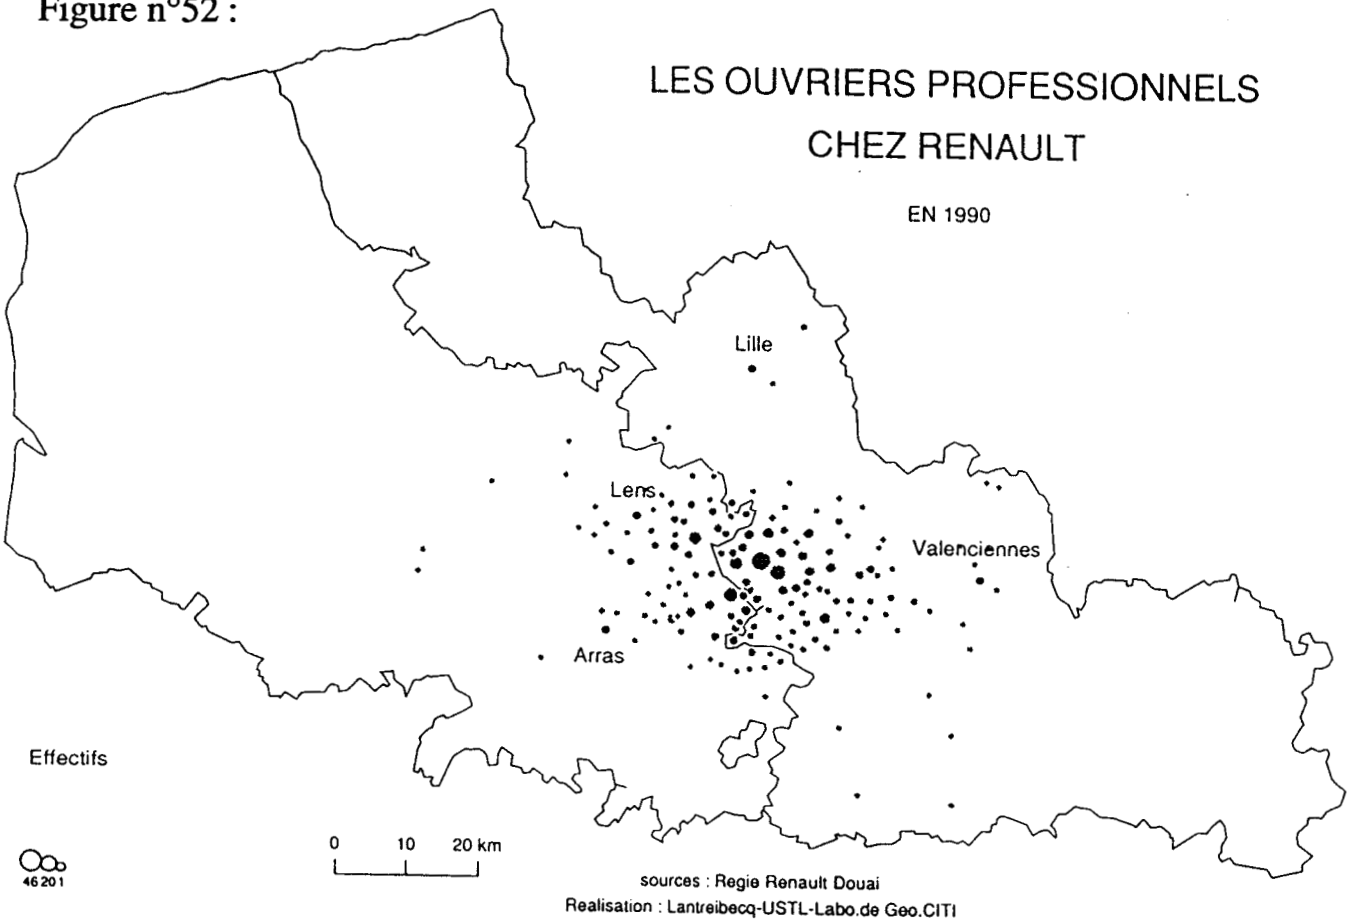 Figure n°52 :
LES OUVRIERS PROFESSIONNELS
CHEZ RENAULT
EN 1990
Lille
Lens
Valenciennes
Arras
Effectifs
46 20 1
0 10 20 km
sources : Regie Renault Douai
Realisation : Lantreibecq-USTL-Labo.de Geo.CITI